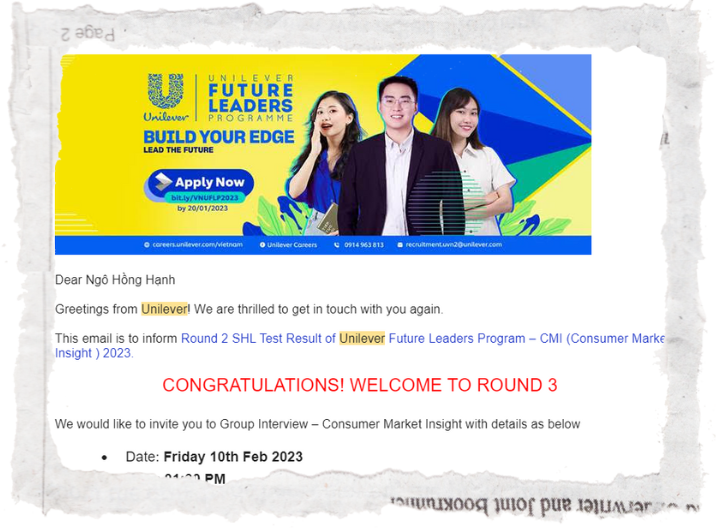 Page 2
UNILEVER
FUTURE
LEADERS
PROGRAMME
Unilever
BUILD YOUR EDGE
LEAD THE FUTURE
Apply Now
bit.ly/VNUFLP2023
by 20/01/2023
careers.unilever.com/vietnam Unilever Careers 0914 963 813 recruitment.uvn2@unilever.com
Dear Ngô Hồng Hạnh
Greetings from Unilever! We are thrilled to get in touch with you again.
This email is to inform Round 2 SHL Test Result of Unilever Future Leaders Program – CMI (Consumer Marke
Insight ) 2023.
CONGRATULATIONS! WELCOME TO ROUND 3
We would like to invite you to Group Interview – Consumer Market Insight with details as below
• Date: Friday 10th Feb 2023
PM
Underwriter and Joint Bookrunner